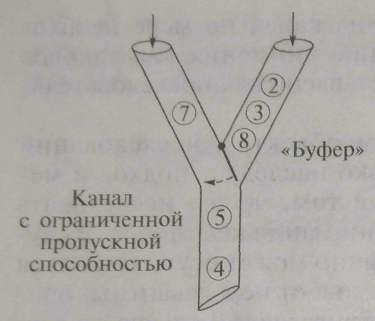 2
3
7
8
«Буфер»
Канал
с ограниченной
пропускной
способностью
5
4